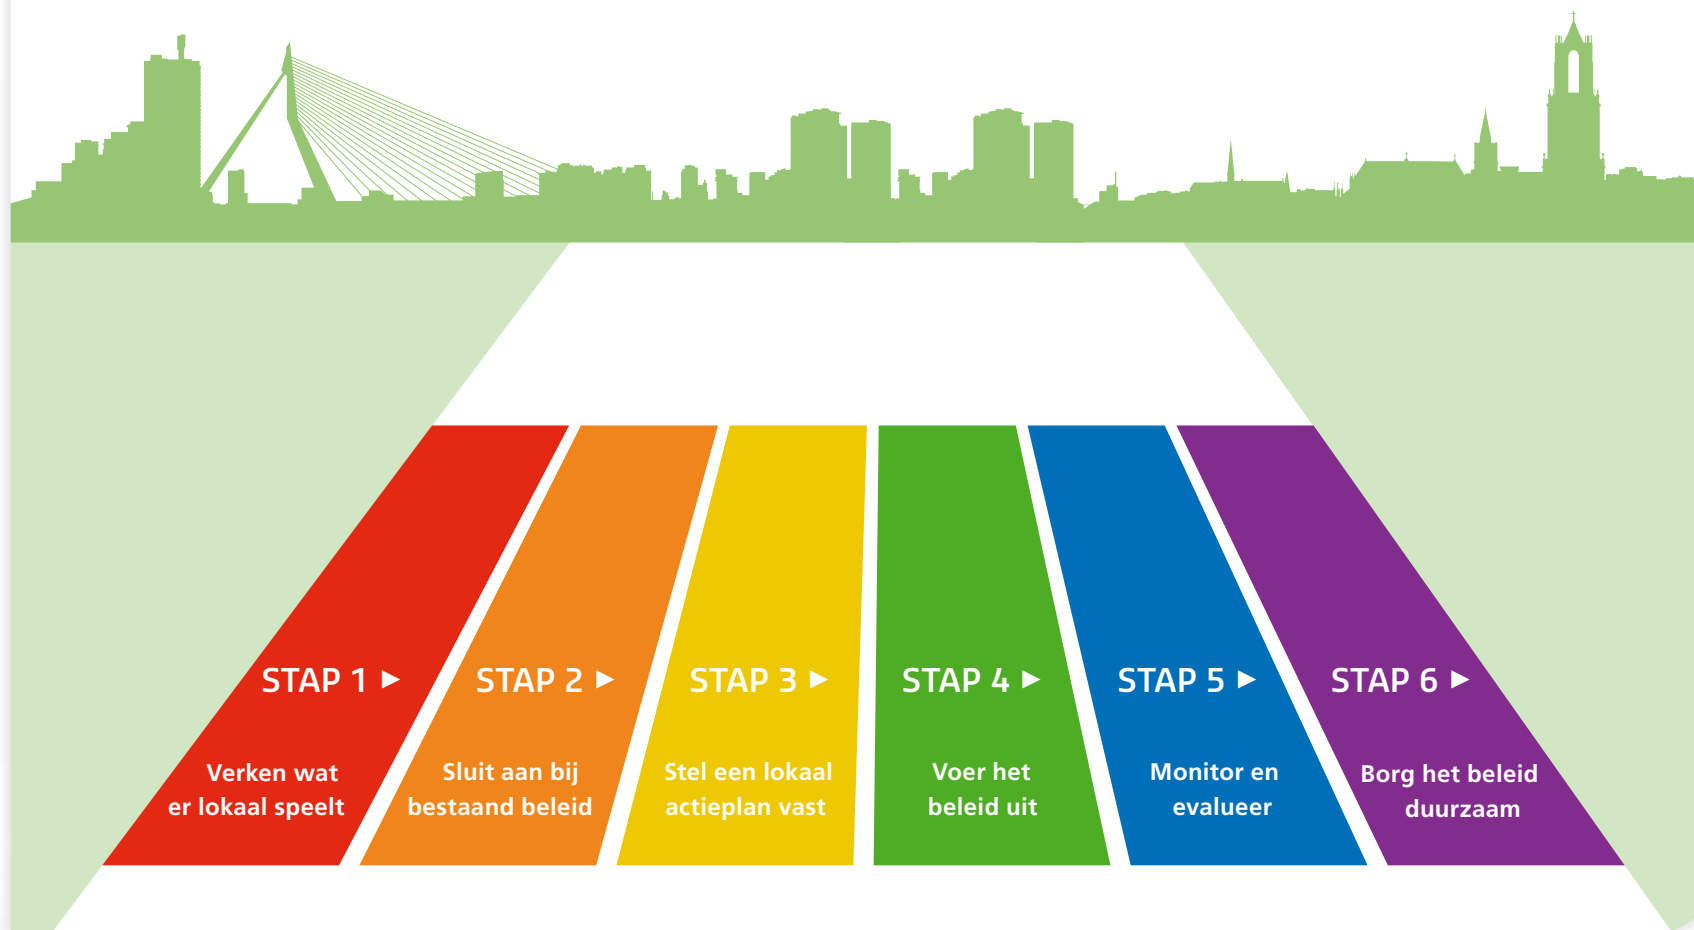 STAP 1 ►
Verken wat
er lokaal speelt
STAP 2 ►
Sluit aan bij
bestaand beleid
STAP 3 ►
Stel een lokaal
actieplan vast
STAP 4 ►
Voer het
beleid uit
STAP 5 ►
Monitor en
evalueer
STAP 6 ►
Borg het beleid
duurzaam